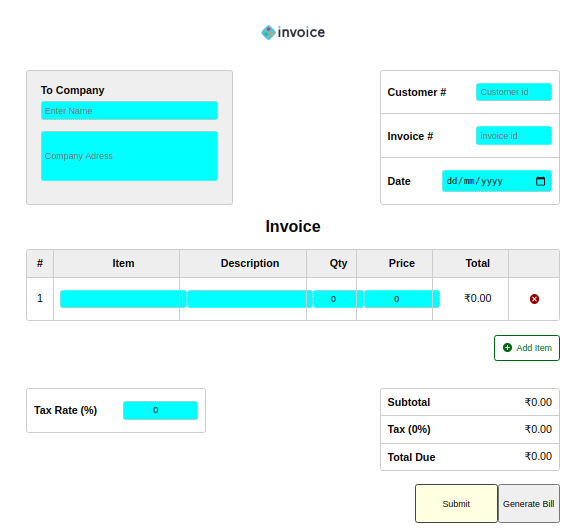 invoice
To Company
Enter Name
Company Adress
Customer # Customer id
Invoice # invoice id
Date dd/mm/yyyy
Invoice
# Item Description Qty Price Total
1 0 0 ₹0.00
Add Item
Tax Rate (%) 0
Subtotal ₹0.00
Tax (0%) ₹0.00
Total Due ₹0.00
Submit Generate Bill